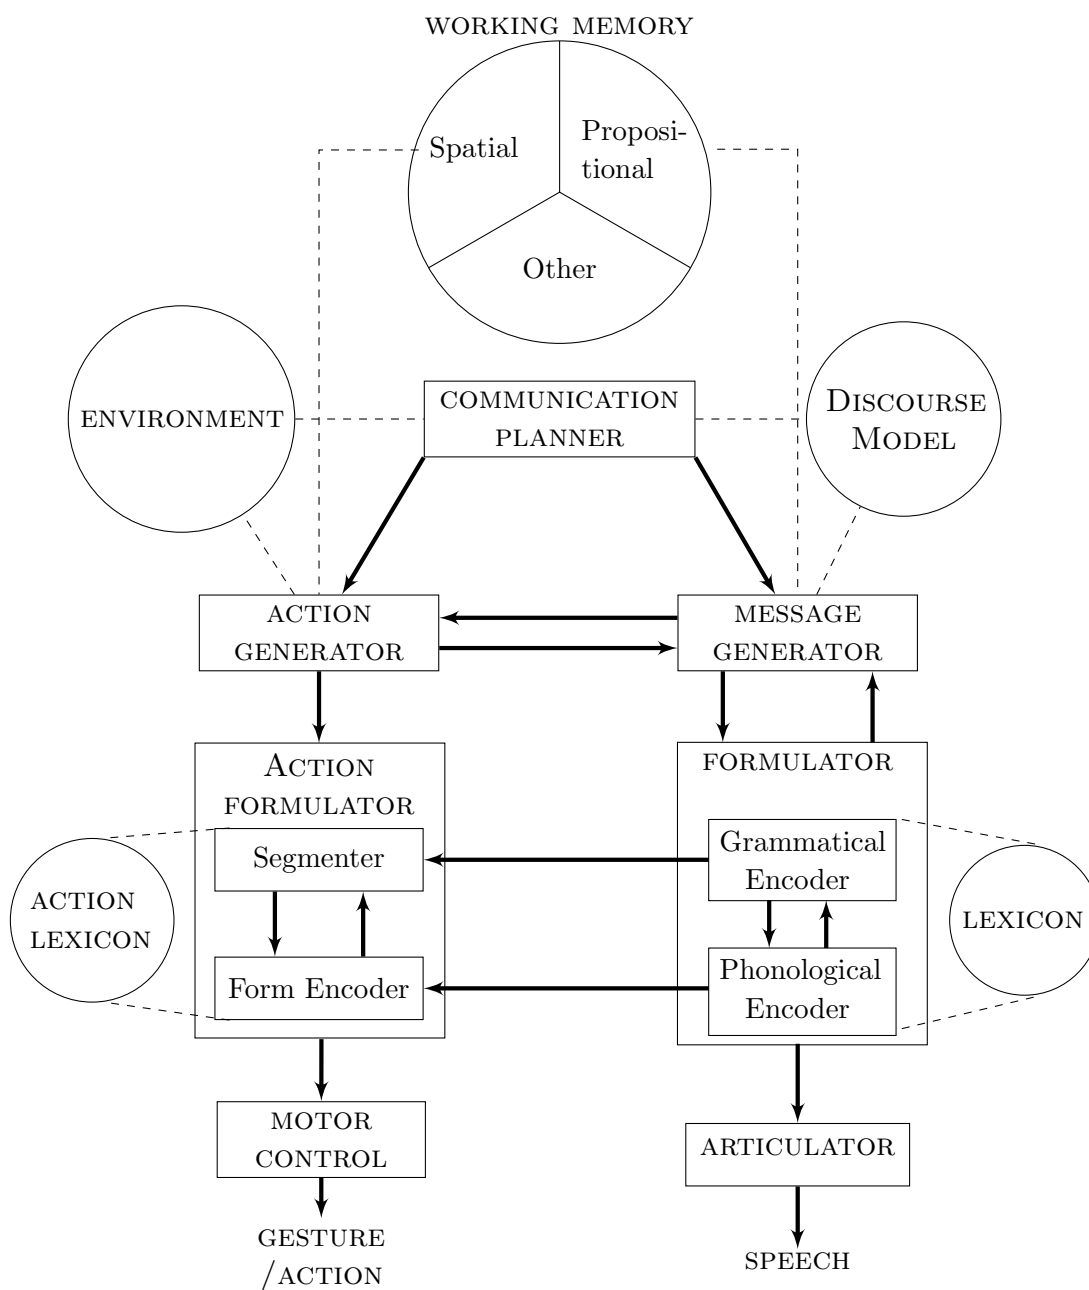 WORKING MEMORY
Spatial
Proposi-
tional
Other
ENVIRONMENT
COMMUNICATION
PLANNER
DISCOURSE
MODEL
ACTION
GENERATOR
MESSAGE
GENERATOR
ACTION
FORMULATOR
Segmenter
Form Encoder
FORMULATOR
Grammatical
Encoder
Phonological
Encoder
ACTION
LEXICON
LEXICON
MOTOR
CONTROL
ARTICULATOR
GESTURE
/ACTION
SPEECH